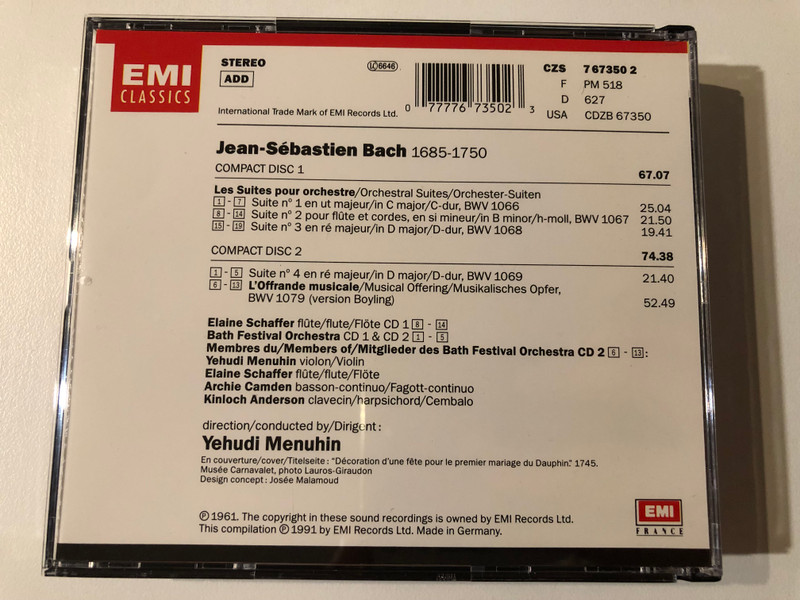 EMI
CLASSICS
STEREO
ADD
LC 6646
International Trade Mark of EMI Records Ltd.
0 77776 73502 3
CZS 7 67350 2
F PM 518
D 627
USA CDZB 67350
Jean-Sébastien Bach 1685-1750
COMPACT DISC 1 67.07
Les Suites pour orchestre/Orchestral Suites/Orchester-Suiten
1 - 7 Suite n° 1 en ut majeur/in C major/C-dur, BWV 1066 25.04
8 - 14 Suite n° 2 pour flûte et cordes, en si mineur/in B minor/h-moll, BWV 1067 21.50
15 - 19 Suite n° 3 en ré majeur/in D major/D-dur, BWV 1068 19.41
COMPACT DISC 2 74.38
1 - 5 Suite n° 4 en ré majeur/in D major/D-dur, BWV 1069 21.40
6 - 13 L'Offrande musicale/Musical Offering/Musikalisches Opfer,
BWV 1079 (version Boyling) 52.49
Elaine Schaffer flûte/flute/Flöte CD 1 8 - 14
Bath Festival Orchestra CD 1 & CD 2 1 - 5
Membres du/Members of/Mitglieder des Bath Festival Orchestra CD 2 6 - 13:
Yehudi Menuhin violon/Violin
Elaine Schaffer flûte/flute/Flöte
Archie Camden basson-continuo/Fagott-continuo
Kinloch Anderson clavecin/harpsichord/Cembalo
direction/conducted by/Dirigent:
Yehudi Menuhin
En couverture/cover/Titelseite: "Décoration d'une fête pour le premier mariage du Dauphin." 1745.
Musée Carnavalet, photo Lauros-Giraudon
Design concept: Josée Malamoud
℗ 1961. The copyright in these sound recordings is owned by EMI Records Ltd.
This compilation ℗ 1991 by EMI Records Ltd. Made in Germany.
EMI
FRANCE